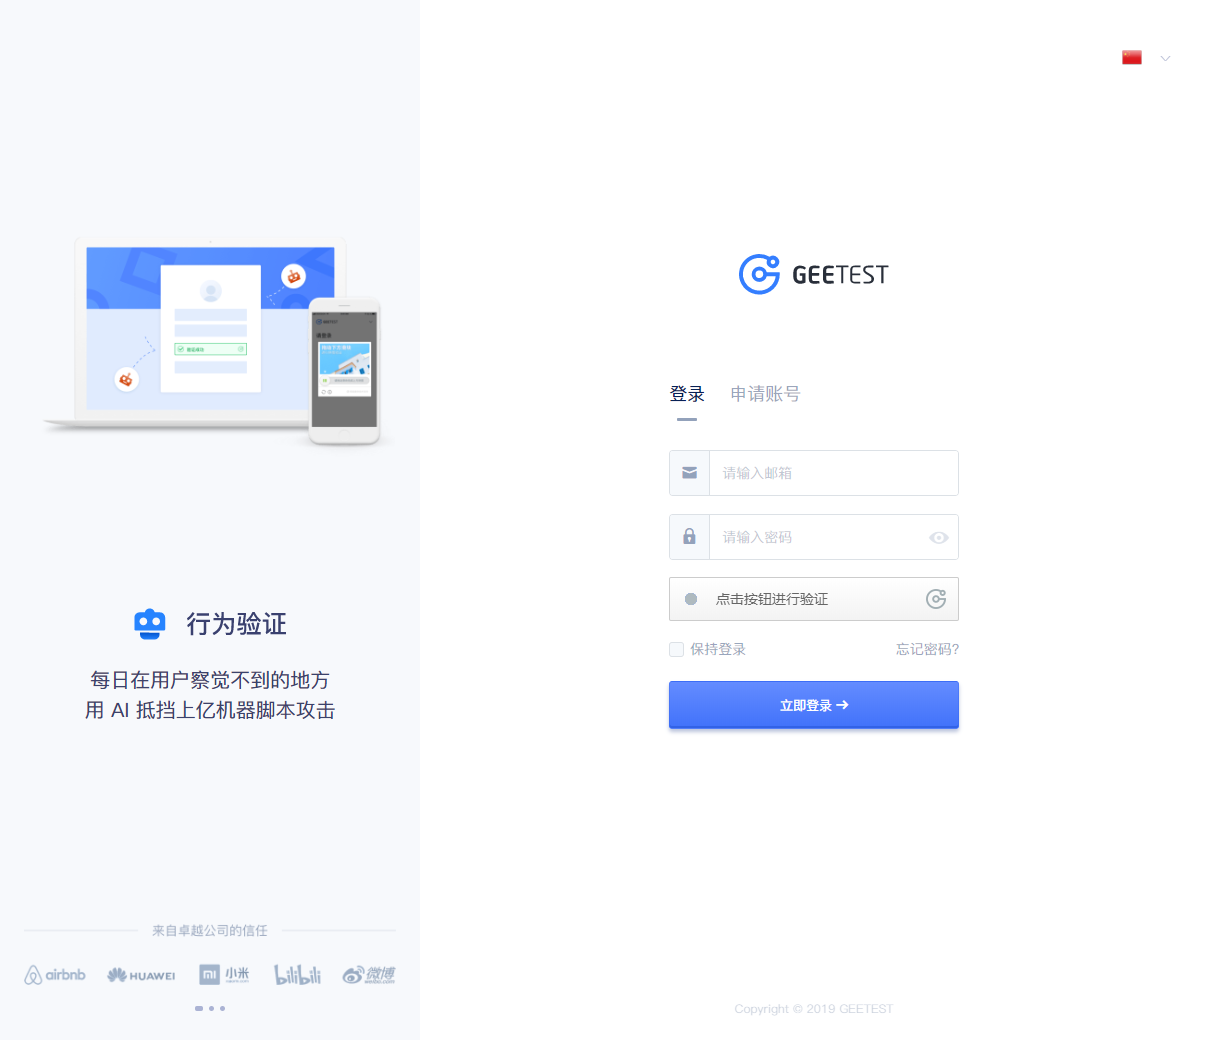 行为验证
每日在用户察觉不到的地方
用 AI 抵挡上亿机器脚本攻击
来自卓越公司的信任
airbnb
HUAWEI
mi 小米
bilibili
微博
weibo.com
GEETEST
登录 申请账号
请输入邮箱
请输入密码
点击按钮进行验证
保持登录 忘记密码?
立即登录
Copyright © 2019 GEETEST